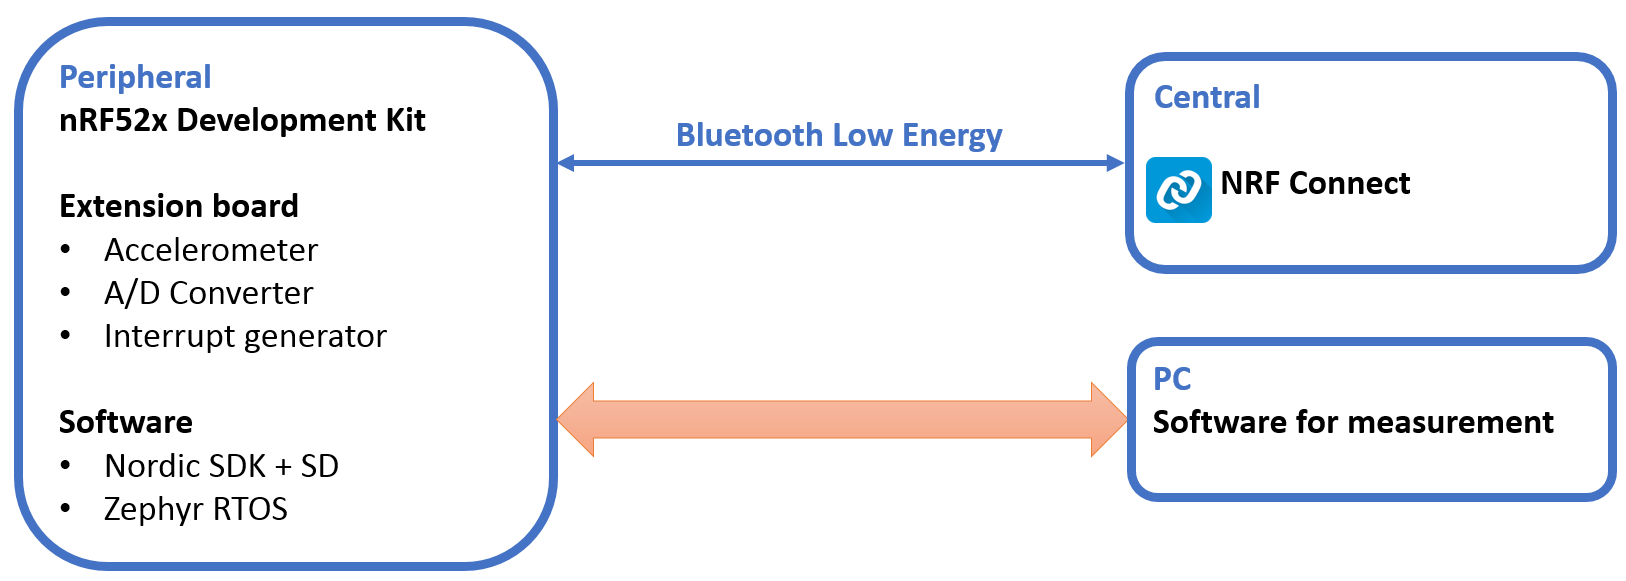 Peripheral
nRF52x Development Kit
Extension board
• Accelerometer
• A/D Converter
• Interrupt generator
Software
• Nordic SDK + SD
• Zephyr RTOS
Bluetooth Low Energy
Central
NRF Connect
PC
Software for measurement